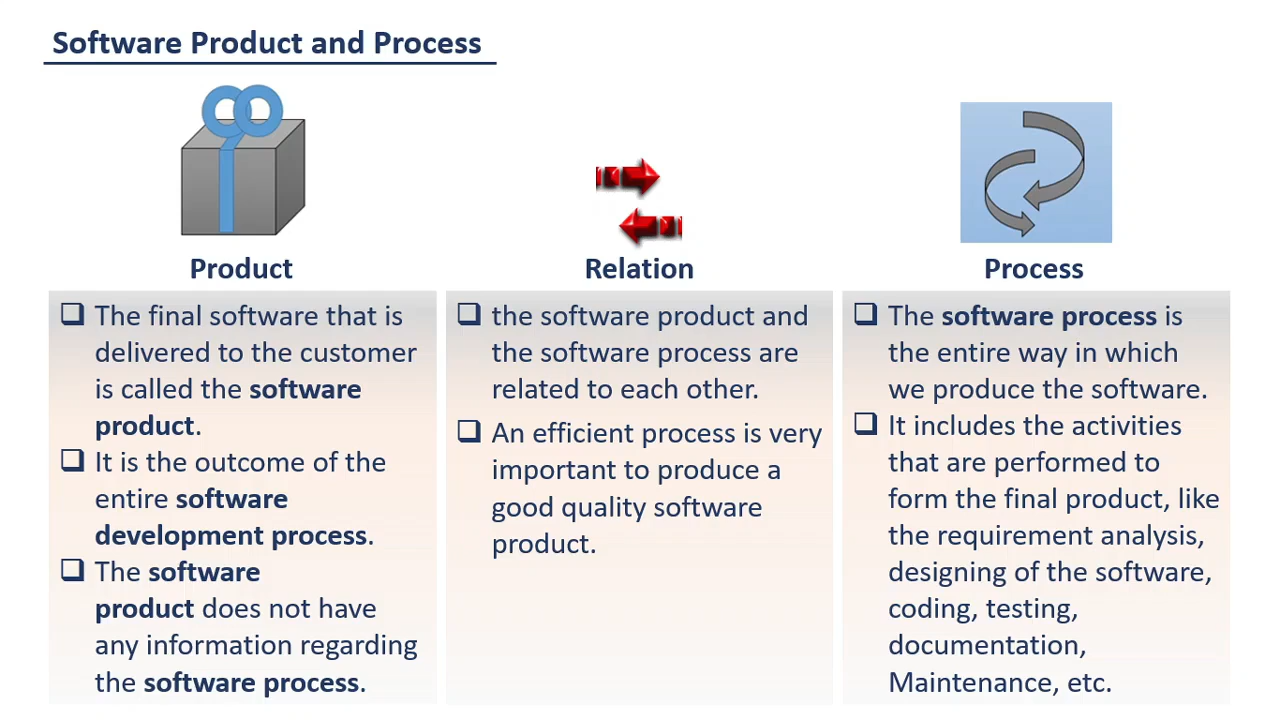 Software Product and Process
Product
The final software that is
delivered to the customer
is called the software
product.
It is the outcome of the
entire software
development process.
The software
product does not have
any information regarding
the software process.
Relation
the software product and
the software process are
related to each other.
An efficient process is very
important to produce a
good quality software
product.
Process
The software process is
the entire way in which
we produce the software.
It includes the activities
that are performed to
form the final product, like
the requirement analysis,
designing of the software,
coding, testing,
documentation,
Maintenance, etc.